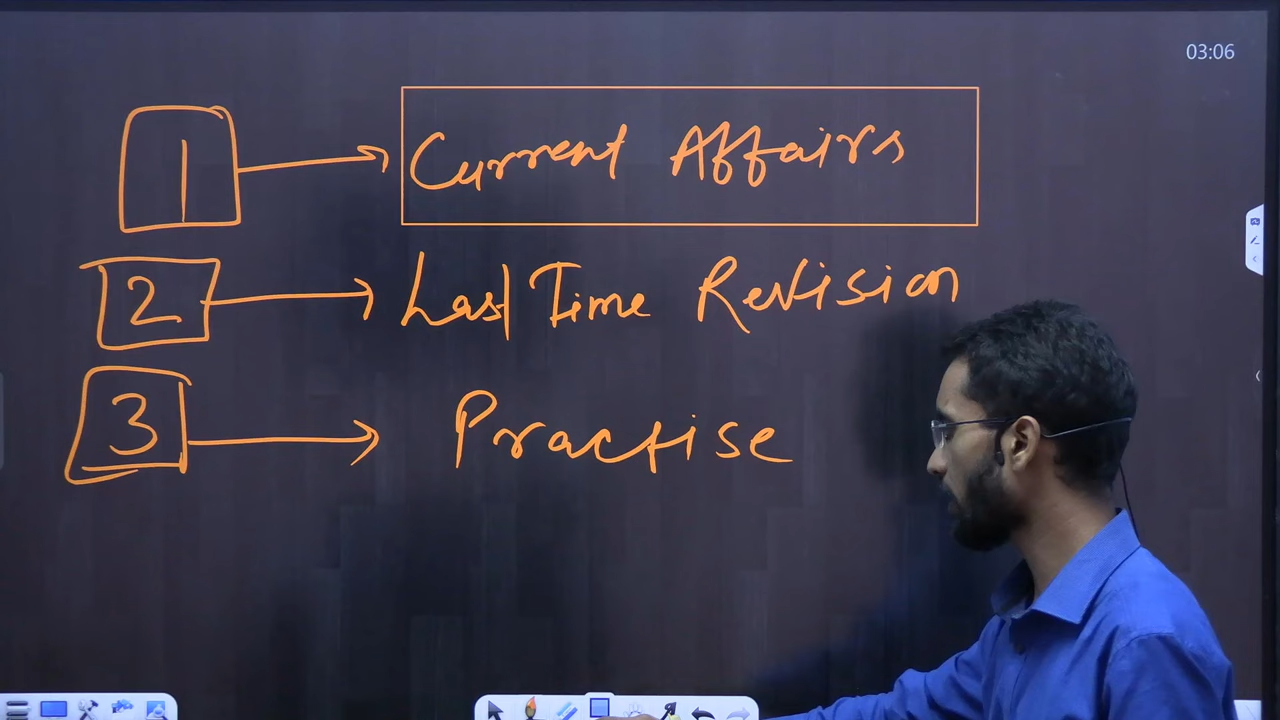 03:06
1 → Current Affairs
2 → Last Time Revision
3 → Practise